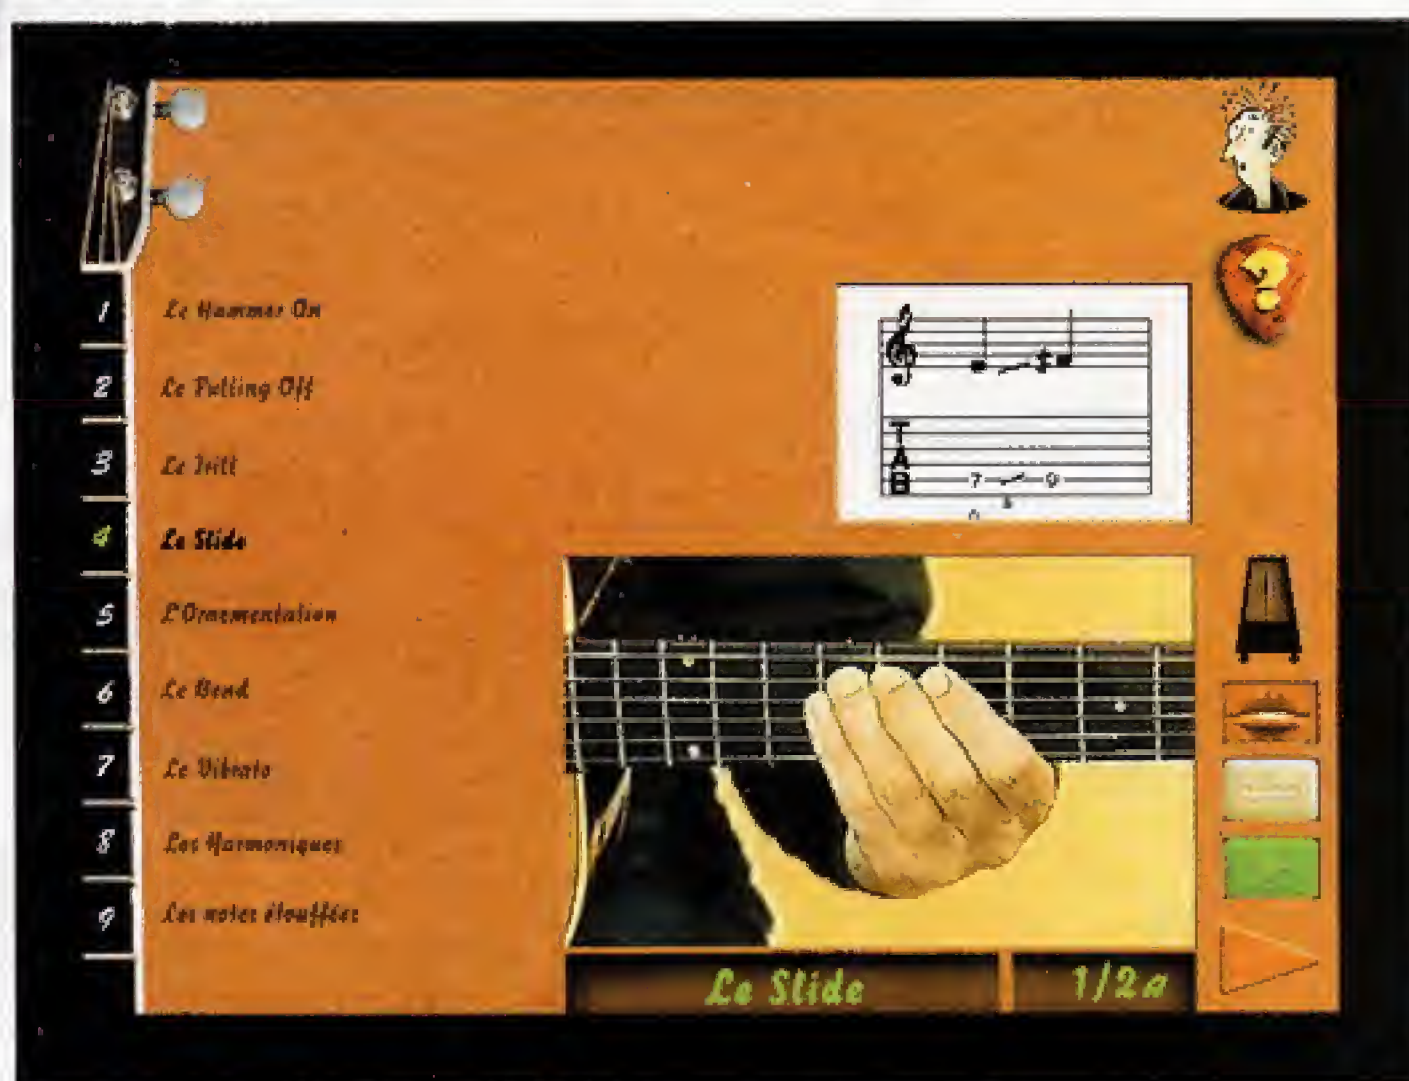 1 Le Hammer On
2 Le Pulling Off
3 Le Trill
4 Le Slide
5 L'Ornementation
6 Le Bend
7 Le Vibrato
8 Les Harmoniques
9 Les notes étouffées
T
A
B
7 9
Le Slide
1/2a